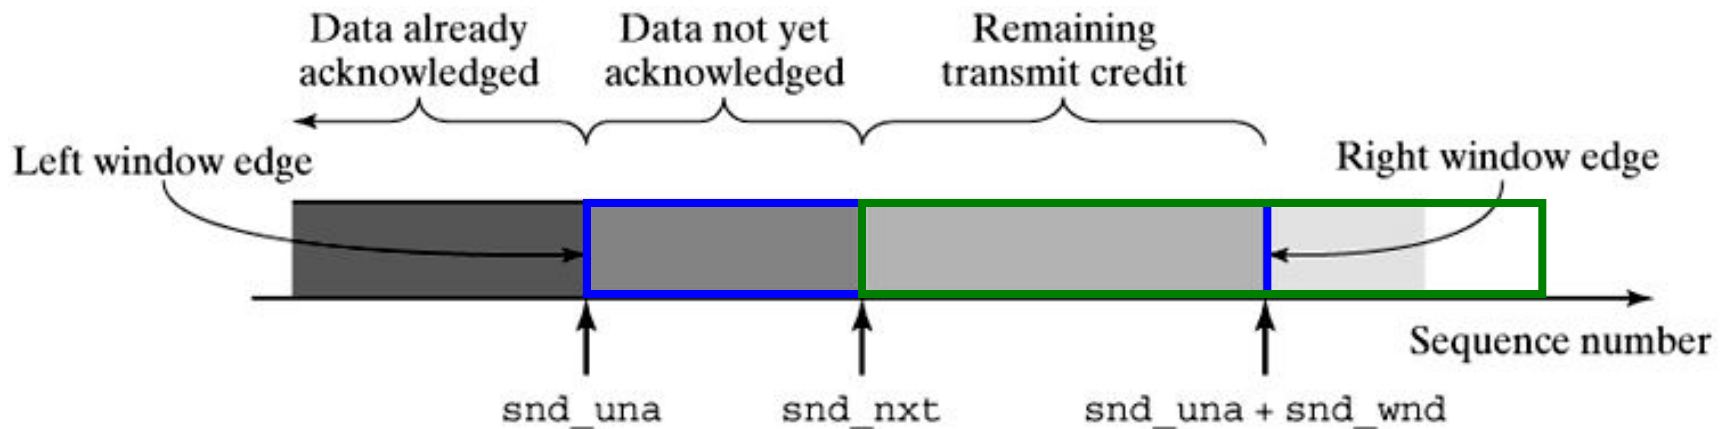 Data already
acknowledged
Data not yet
acknowledged
Remaining
transmit credit
Left window edge
Right window edge
Sequence number
snd_una
snd_nxt
snd_una + snd_wnd